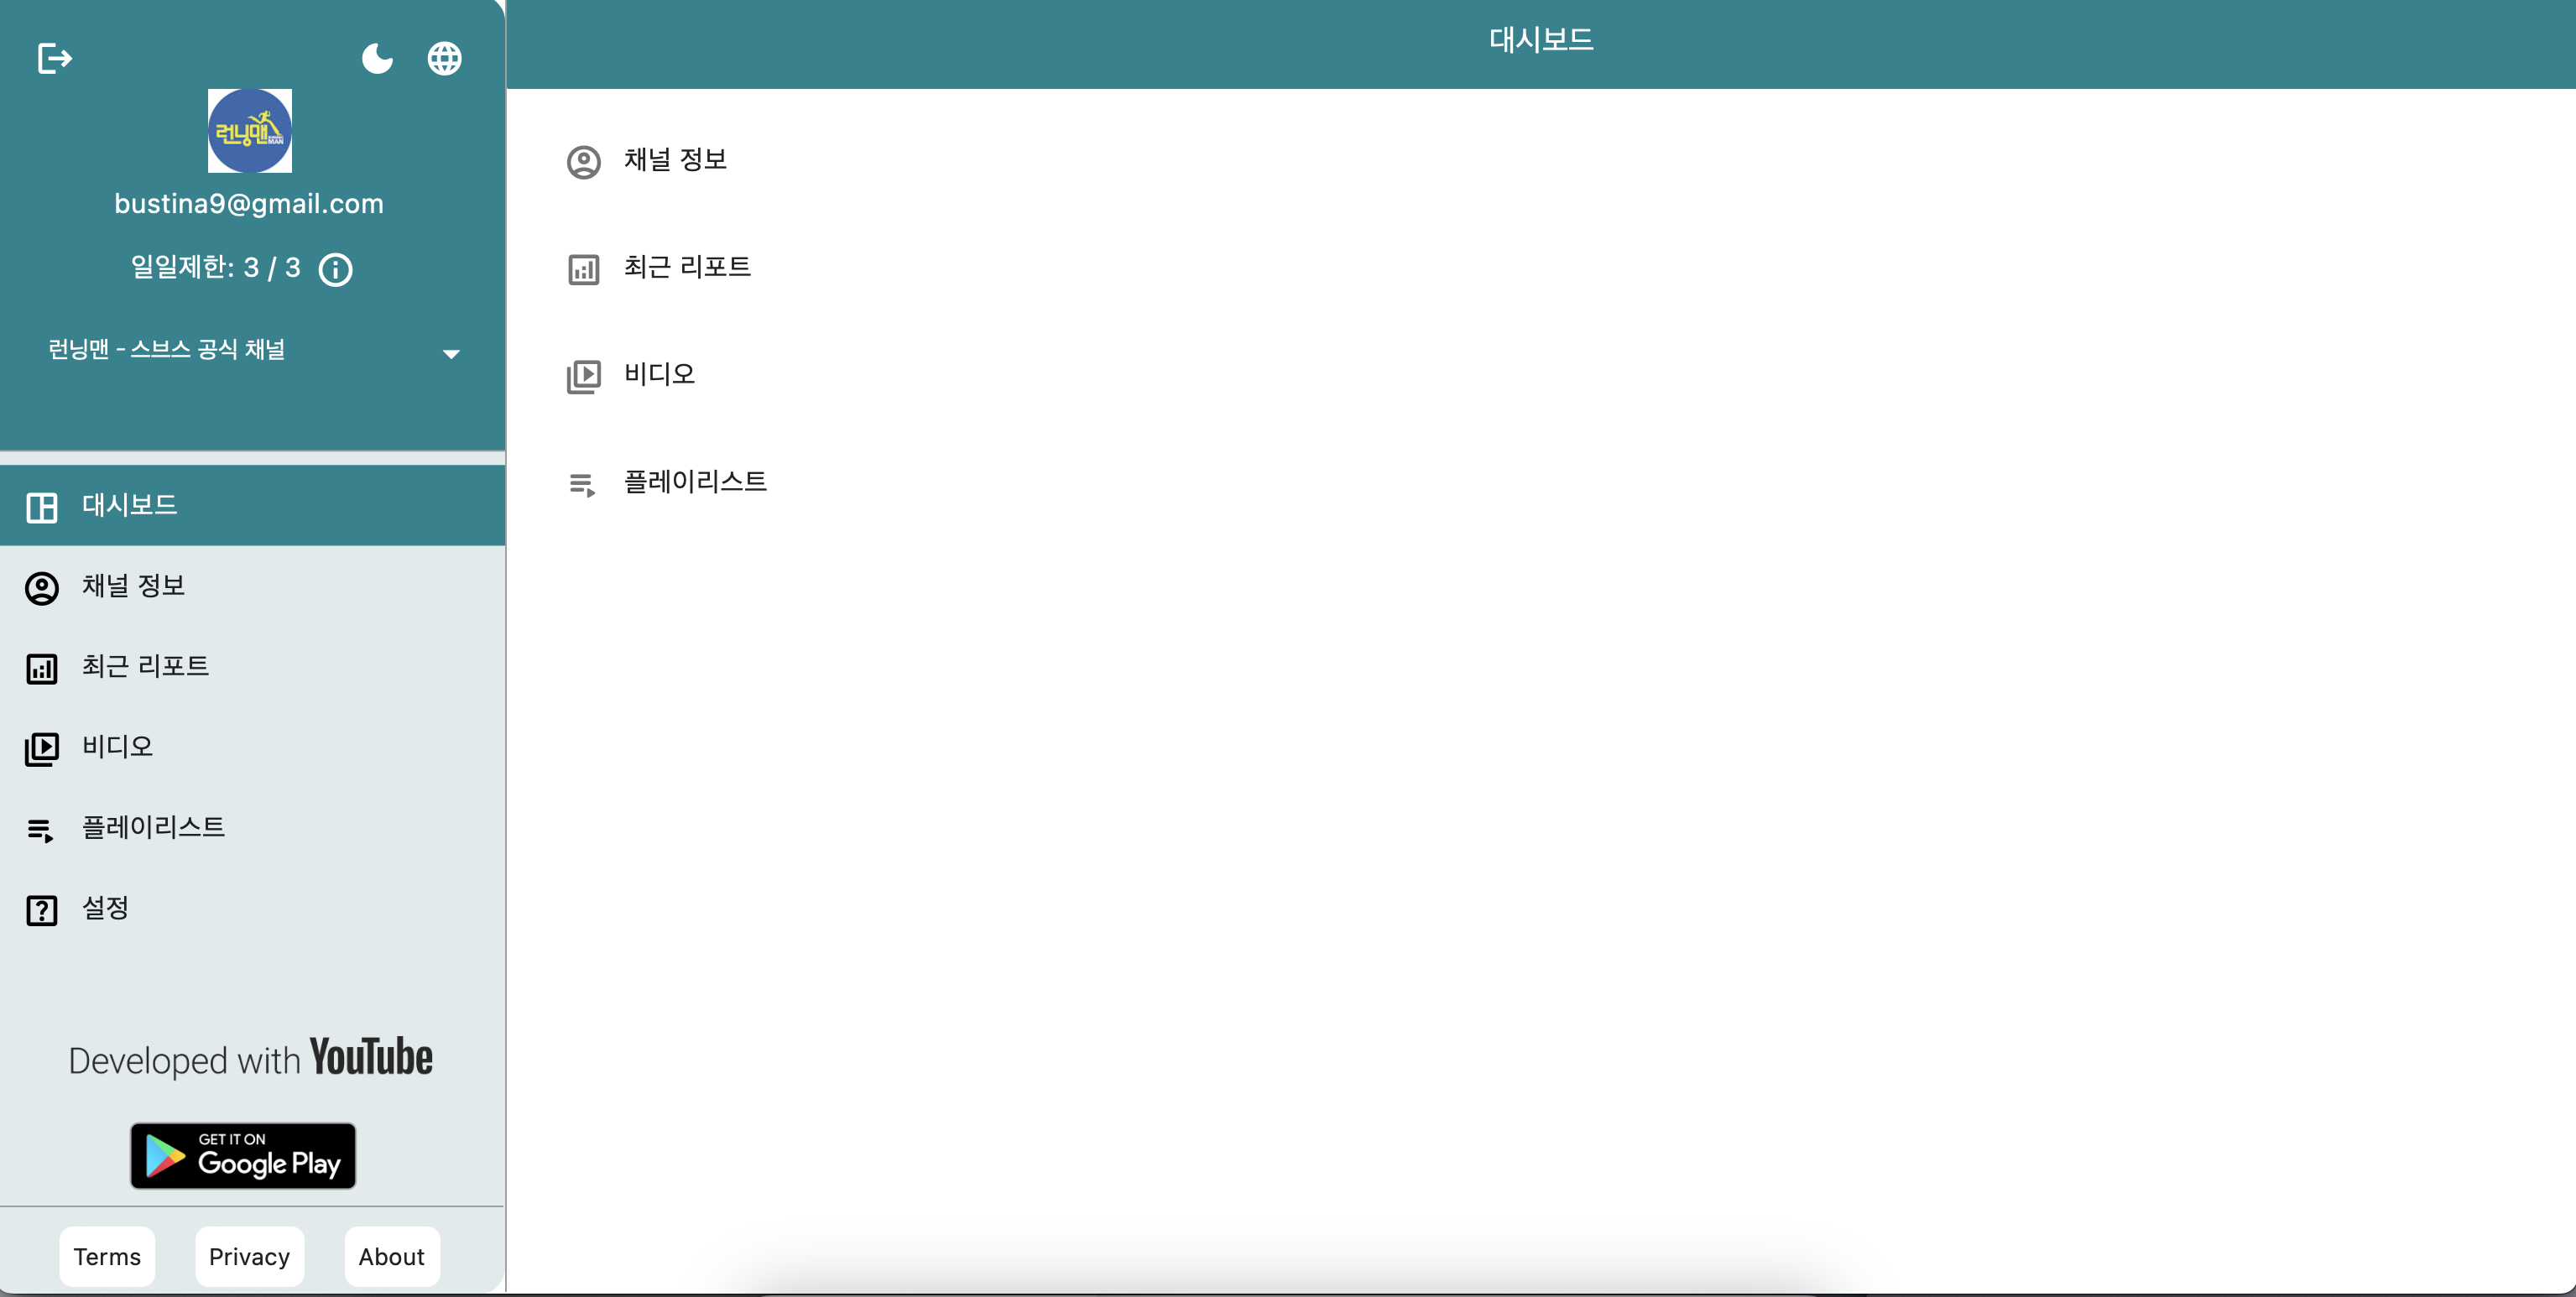 런닝맨
MAN
bustina9@gmail.com
일일제한: 3 / 3
런닝맨 - 스브스 공식 채널
대시보드
채널 정보
최근 리포트
비디오
플레이리스트
설정
Developed with YouTube
GET IT ON
Google Play
Terms
Privacy
About
대시보드
채널 정보
최근 리포트
비디오
플레이리스트